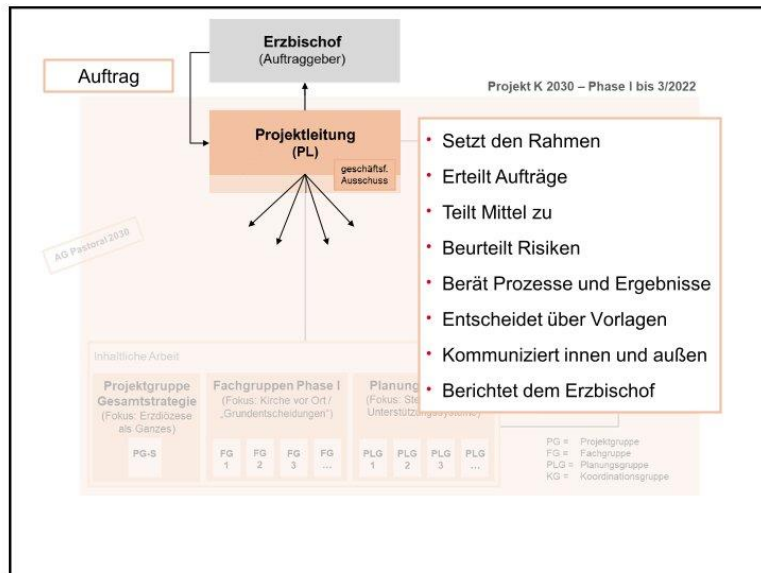 Erzbischof
(Auftraggeber)
Auftrag
Projekt K 2030 – Phase I bis 3/2022
Projektleitung
(PL)
geschäftsf.
Ausschuss
• Setzt den Rahmen
• Erteilt Aufträge
• Teilt Mittel zu
• Beurteilt Risiken
• Berät Prozesse und Ergebnisse
• Entscheidet über Vorlagen
• Kommuniziert innen und außen
• Berichtet dem Erzbischof
AG Pastoral 2030
Inhaltliche Arbeit
Projektgruppe
Gesamtstrategie
(Fokus: Erzdiözese
als Ganzes)
PG-S
Fachgruppen Phase I
(Fokus: Kirche vor Ort /
„Grundentscheidungen“)
FG
1
FG
2
FG
3
FG
...
Planung
(Fokus:
Unterstützungssysteme)
PLG
1
PLG
2
PLG
3
PLG
...
PG = Projektgruppe
FG = Fachgruppe
PLG = Planungsgruppe
KG = Koordinationsgruppe